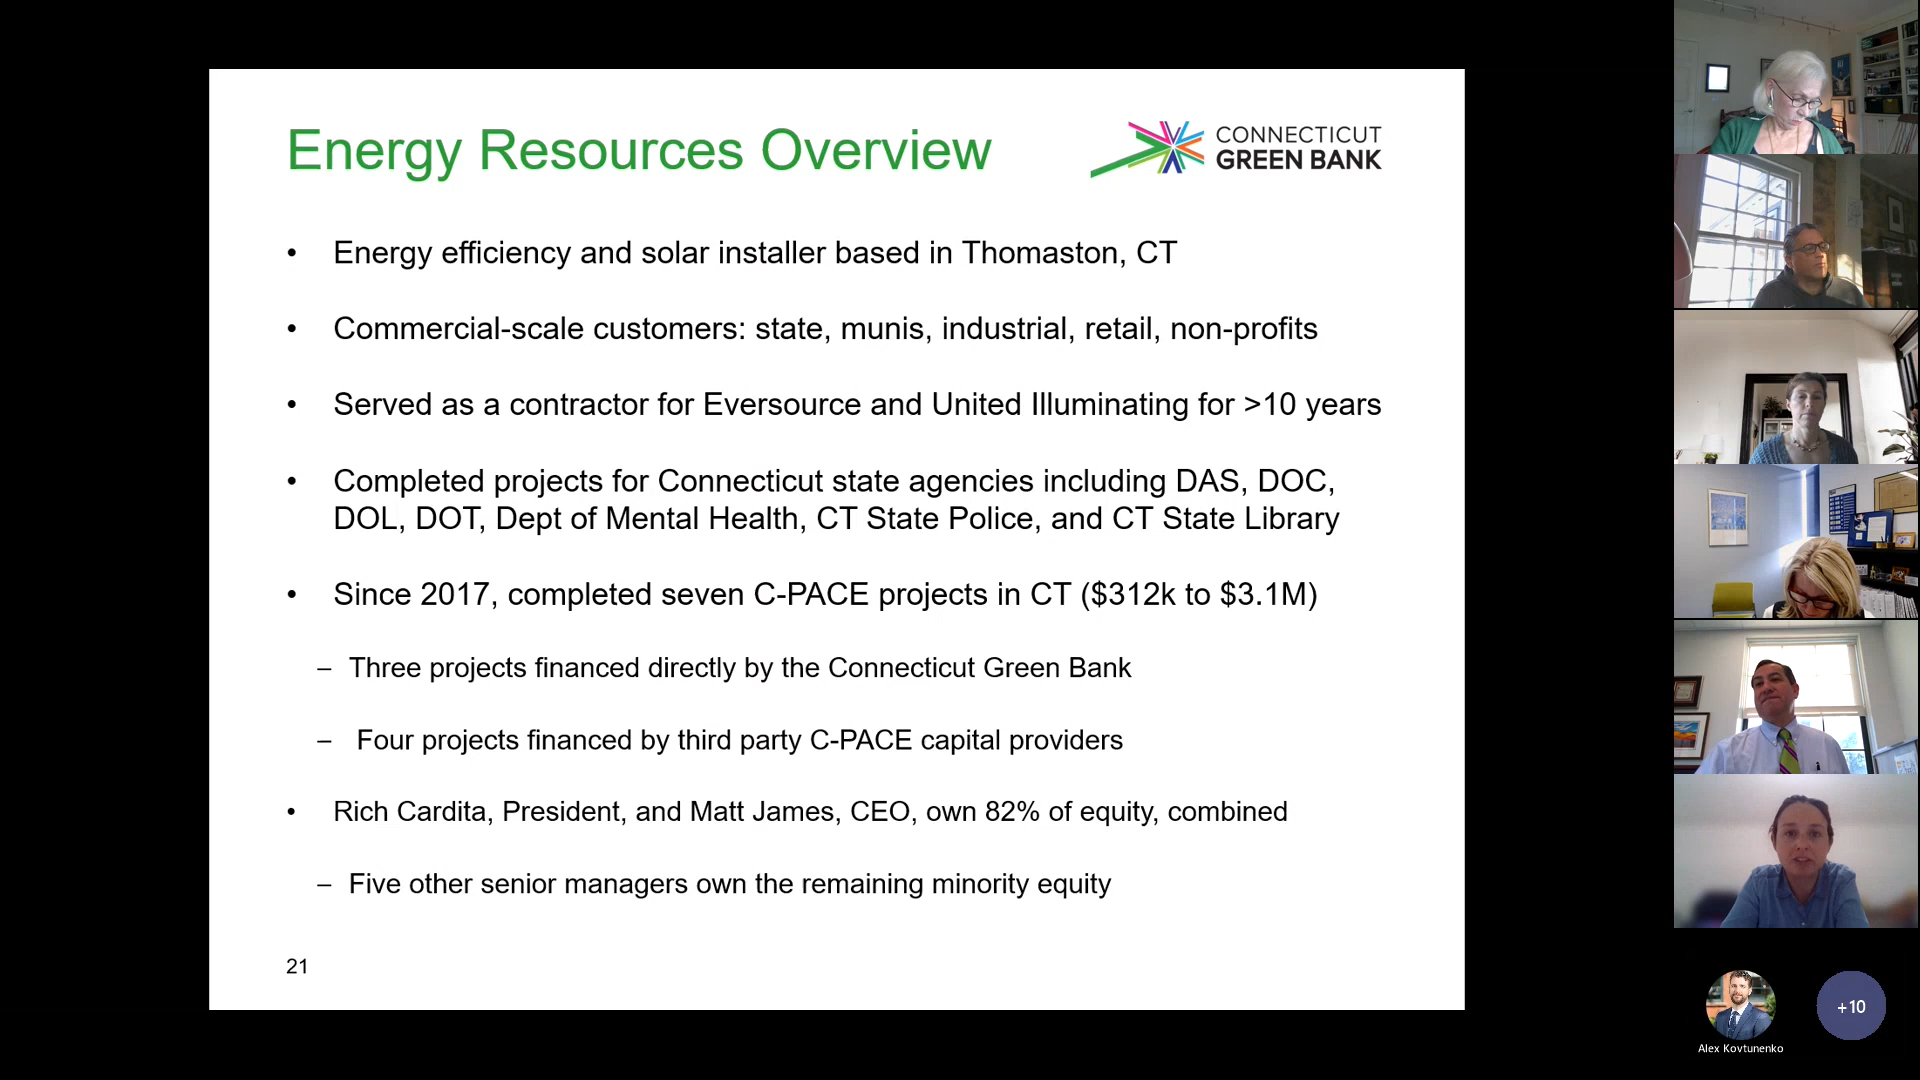 Energy Resources Overview
CONNECTICUT
GREEN BANK
• Energy efficiency and solar installer based in Thomaston, CT
• Commercial-scale customers: state, munis, industrial, retail, non-profits
• Served as a contractor for Eversource and United Illuminating for >10 years
• Completed projects for Connecticut state agencies including DAS, DOC,
DOL, DOT, Dept of Mental Health, CT State Police, and CT State Library
• Since 2017, completed seven C-PACE projects in CT ($312k to $3.1M)
– Three projects financed directly by the Connecticut Green Bank
– Four projects financed by third party C-PACE capital providers
• Rich Cardita, President, and Matt James, CEO, own 82% of equity, combined
– Five other senior managers own the remaining minority equity
21
+10
Alex Kovtunenko